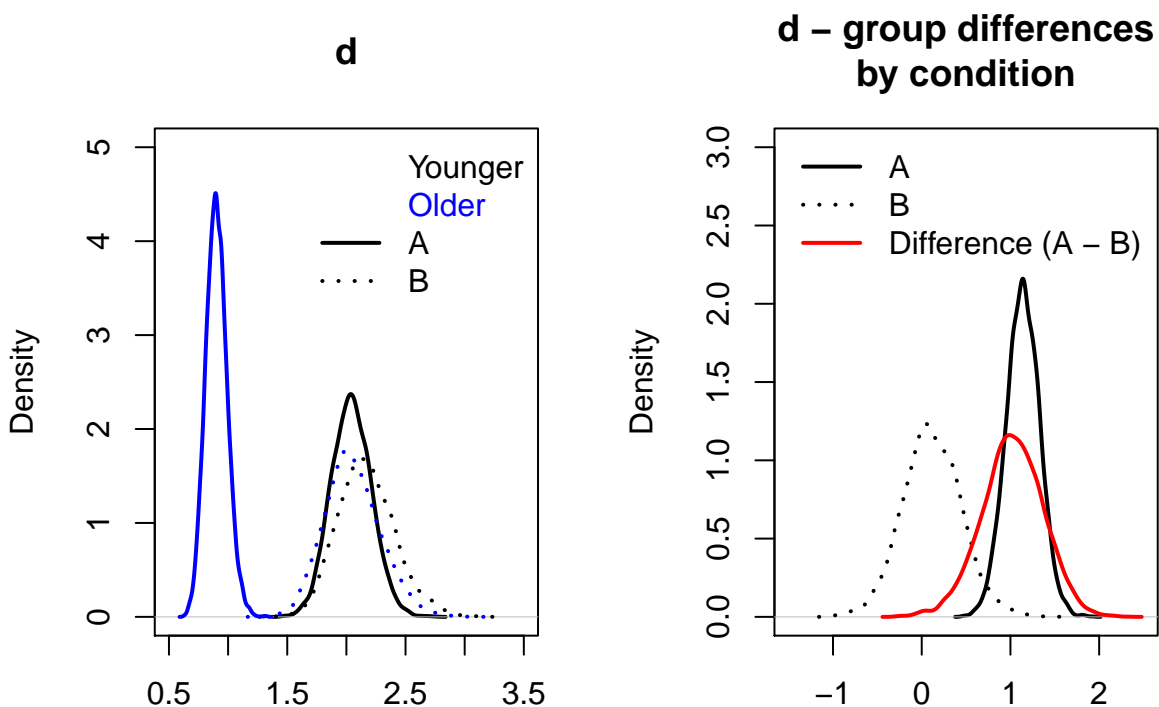 d
Density
5
4
3
2
1
0
Younger
Older
A
B
0.5
1.5
2.5
3.5
d – group differences
by condition
Density
3.0
2.5
2.0
1.5
1.0
0.5
0.0
A
B
Difference (A – B)
−1
0
1
2